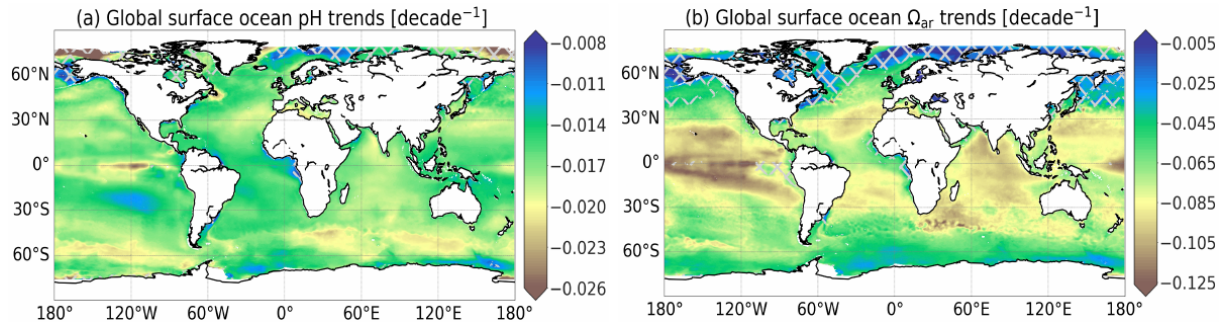 (a) Global surface ocean pH trends [decade⁻¹]
60°N
30°N
0°
30°S
60°S
180°W 120°W 60°W 0° 60°E 120°E 180°E
−0.008
−0.011
−0.014
−0.017
−0.020
−0.023
−0.026
(b) Global surface ocean Ωar trends [decade⁻¹]
60°N
30°N
0°
30°S
60°S
180°W 120°W 60°W 0° 60°E 120°E 180°E
−0.005
−0.025
−0.045
−0.065
−0.085
−0.105
−0.125